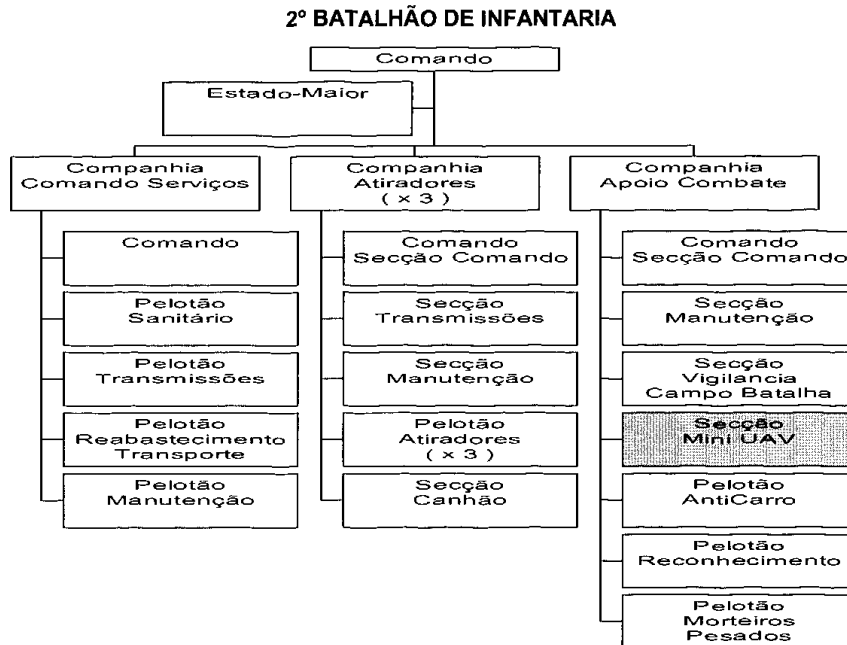 2º BATALHÃO DE INFANTARIA
Comando
Estado-Maior
Companhia
Comando Serviços
Companhia
Atiradores
( x 3 )
Companhia
Apoio Combate
Comando
Pelotão
Sanitário
Pelotão
Transmissões
Pelotão
Reabastecimento
Transporte
Pelotão
Manutenção
Comando
Secção Comando
Secção
Transmissões
Secção
Manutenção
Pelotão
Atiradores
( x 3 )
Secção
Canhão
Comando
Secção Comando
Secção
Manutenção
Secção
Vigilancia
Campo Batalha
Secção
Mini UAV
Pelotão
AntiCarro
Pelotão
Reconhecimento
Pelotão
Morteiros
Pesados